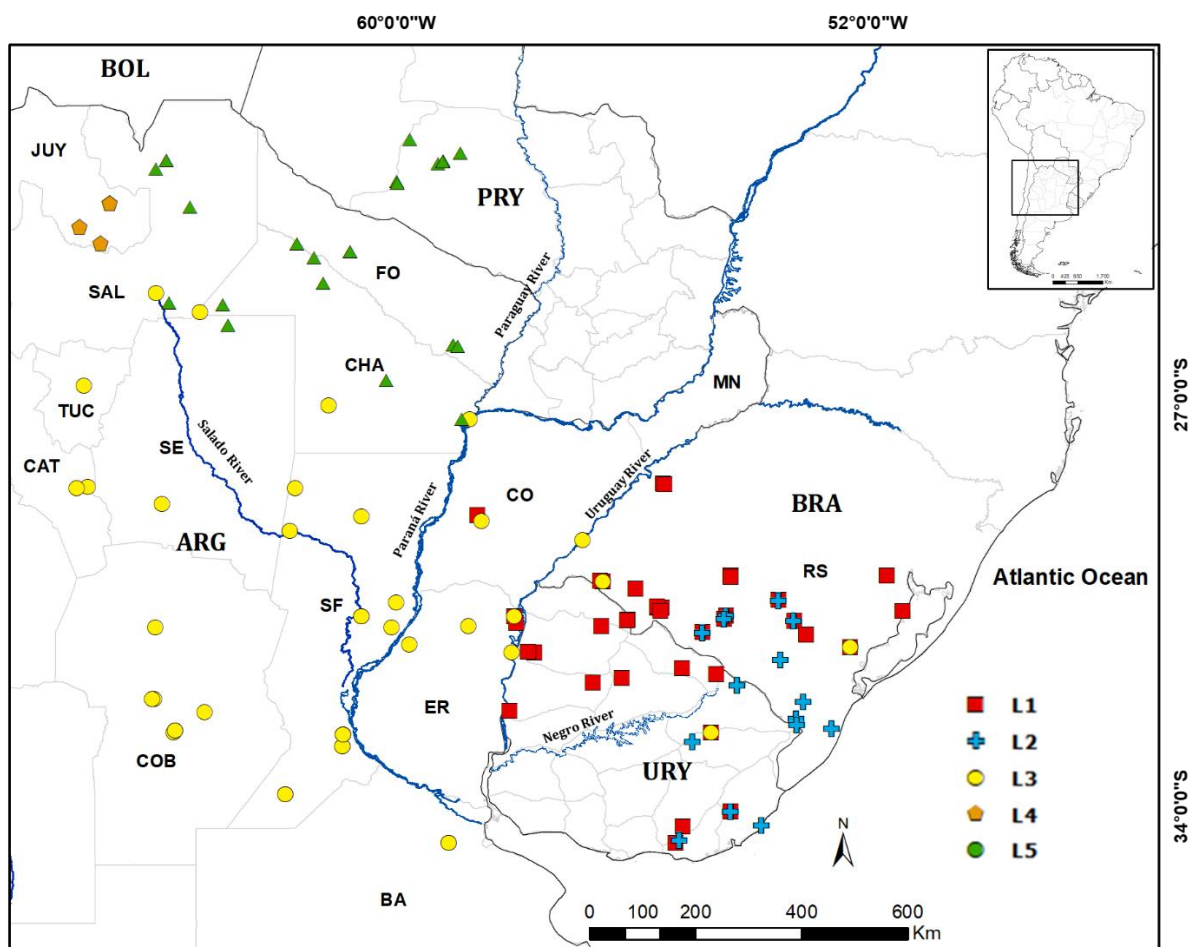 60°0'0"W
52°0'0"W
BOL
JUY
PRY
FO
SAL
Paraguay River
CHA
MN
27°0'0"S
TUC
SE
Salado River
CAT
CO
Uruguay River
Paraná River
BRA
ARG
RS
Atlantic Ocean
SF
ER
Negro River
COB
URY
BA
L1
L2
L3
L4
L5
N
34°0'0"S
0 100 200 400 600
Km